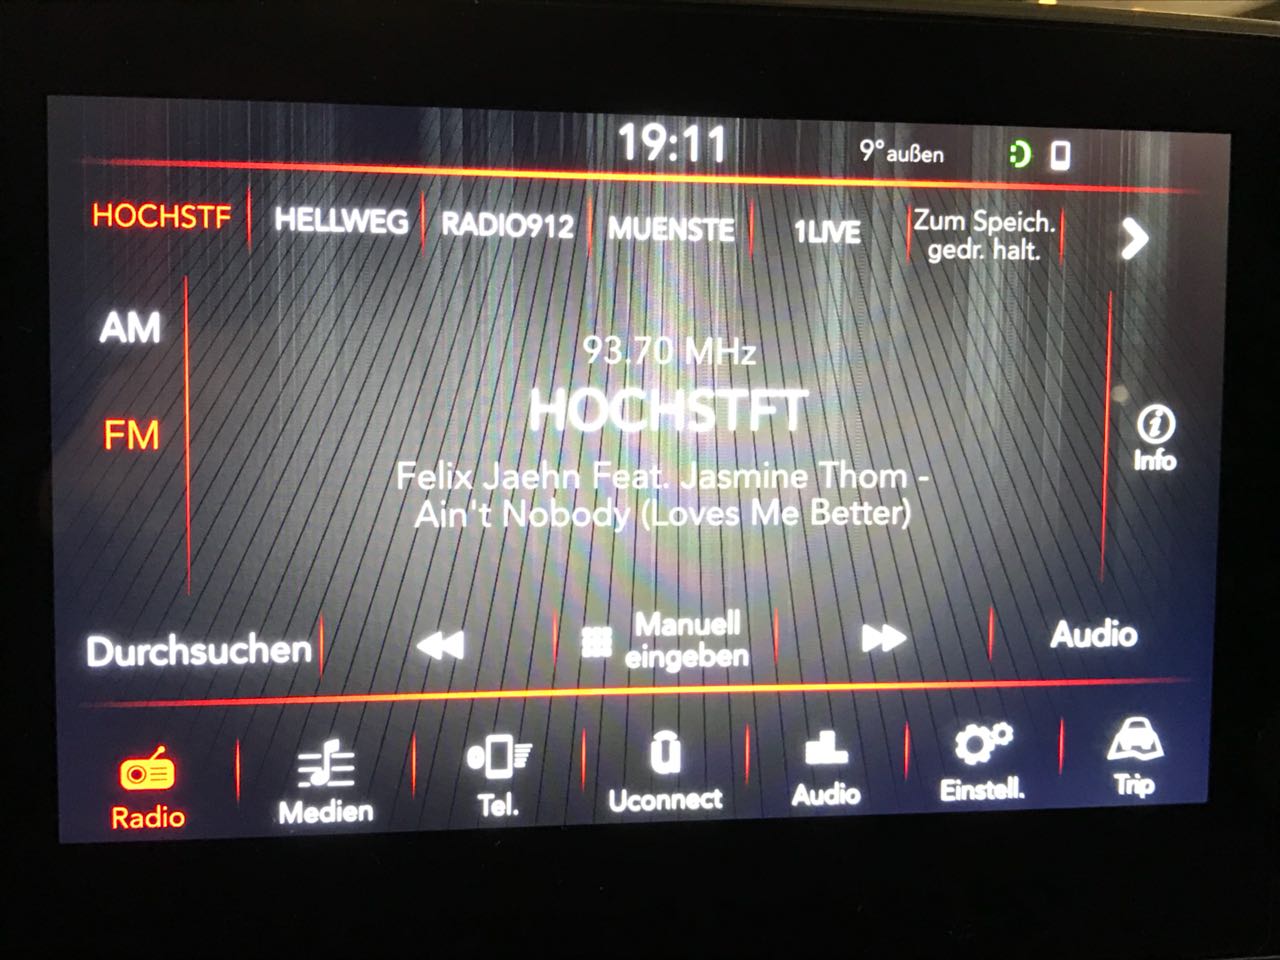 19:11
9° außen
HOCHSTF
HELLWEG
RADIO912
MUENSTE
1LIVE
Zum Speich.
gedr. halt.
AM
93.70 MHz
HOCHSTFT
FM
Info
Felix Jaehn Feat. Jasmine Thom -
Ain't Nobody (Loves Me Better)
Durchsuchen
Manuell
eingeben
Audio
Radio
Medien
Tel.
Uconnect
Audio
Einstell.
Trip